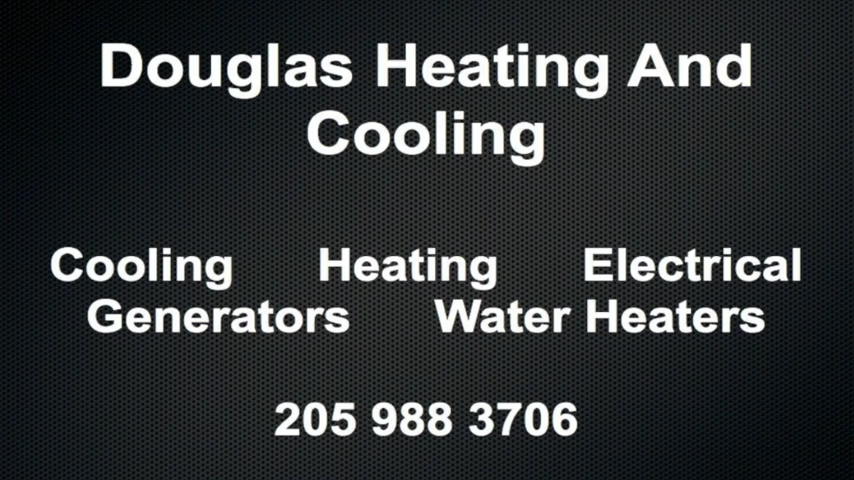 Douglas Heating And
Cooling
Cooling Heating Electrical
Generators Water Heaters
205 988 3706